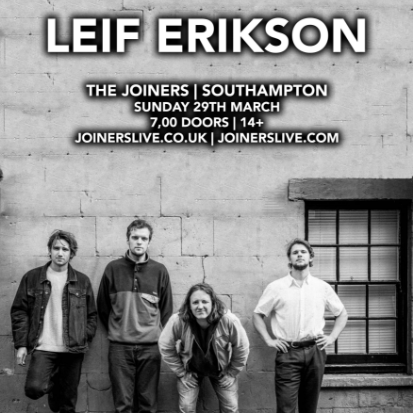 LEIF ERIKSON
THE JOINERS | SOUTHAMPTON
SUNDAY 29TH MARCH
7,00 DOORS | 14+
JOINERSLIVE.CO.UK | JOINERSLIVE.COM